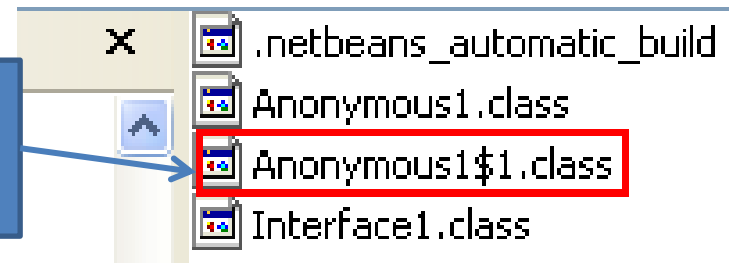 .netbeans_automatic_build
Anonymous1.class
Anonymous1$1.class
Interface1.class